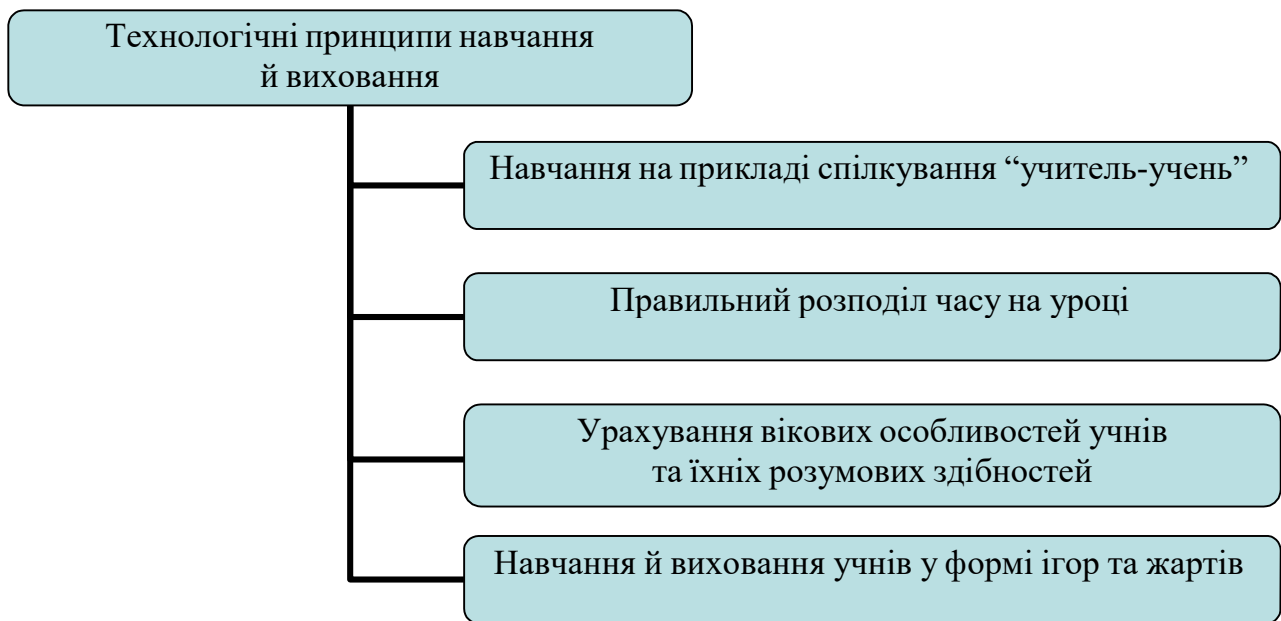 Технологічні принципи навчання
й виховання
Навчання на прикладі спілкування “учитель-учень”
Правильний розподіл часу на уроці
Урахування вікових особливостей учнів
та їхніх розумових здібностей
Навчання й виховання учнів у формі ігор та жартів